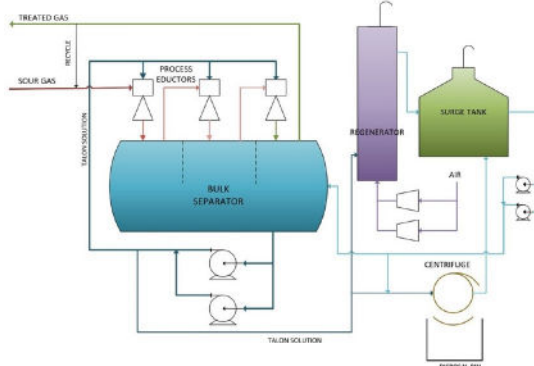 TREATED GAS
RECYCLE
SOUR GAS
PROCESS
EDUCTORS
TALON SOLUTION
BULK
SEPARATOR
REGENERATOR
SURGE TANK
AIR
CENTRIFUGE
TALON SOLUTION